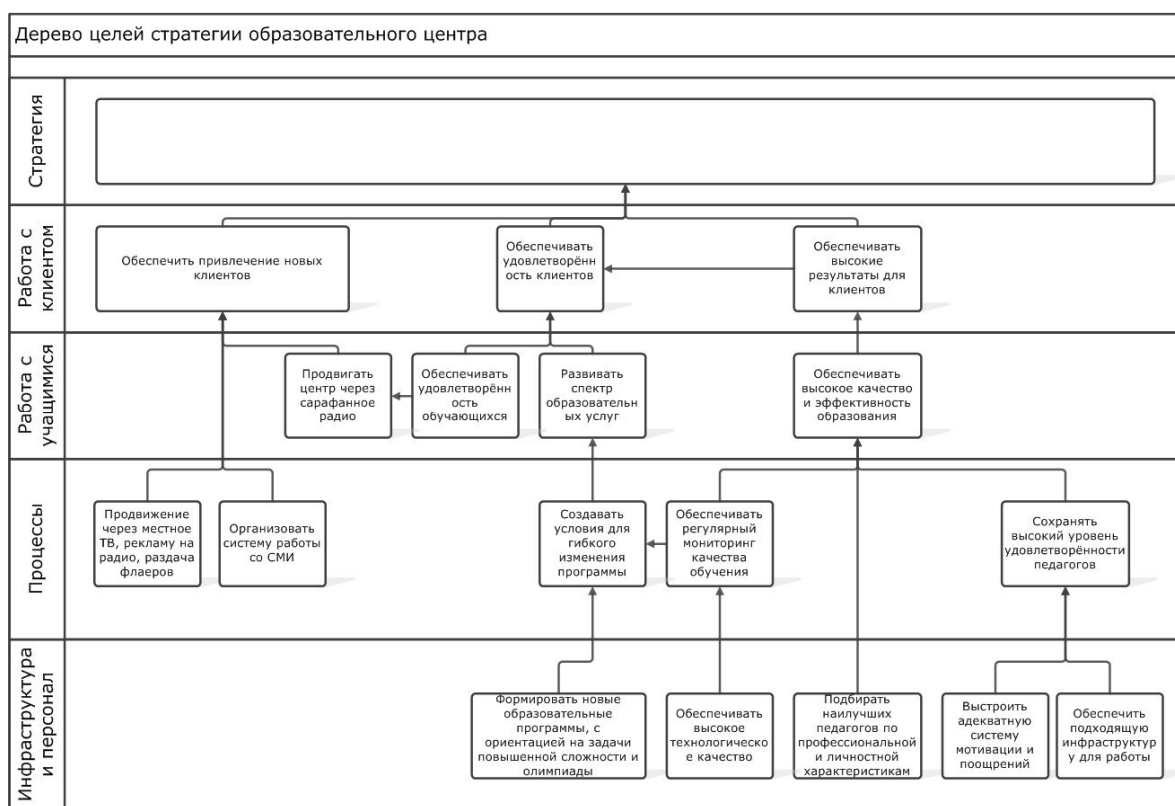 Дерево целей стратегии образовательного центра
Стратегия
Работа с
клиентом
Обеспечить привлечение новых
клиентов
Обеспечивать
удовлетворённ
ость клиентов
Обеспечивать
высокие
результаты для
клиентов
Работа с
учащимися
Продвигать
центр через
сарафанное
радио
Обеспечивать
удовлетворённ
ость
обучающихся
Развивать
спектр
образовательн
ых услуг
Обеспечивать
высокое качество
и эффективность
образования
Процессы
Продвижение
через местное
ТВ, рекламу на
радио, раздача
флаеров
Организовать
систему работы
со СМИ
Создавать
условия для
гибкого
изменения
программы
Обеспечивать
регулярный
мониторинг
качества
обучения
Сохранять
высокий уровень
удовлетворённости
педагогов
Инфраструктура
и персонал
Формировать новые
образовательные
программы, с
ориентацией на задачи
повышенной сложности и
олимпиады
Обеспечивать
высокое
технологическо
е качество
Подбирать
наилучших
педагогов по
профессиональной
и личностной
характеристикам
Выстроить
адекватную
систему
мотивации и
поощрений
Обеспечить
подходящую
инфраструктур
у для работы